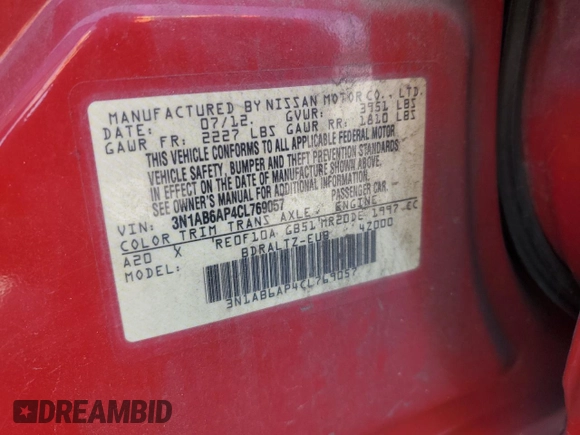 MANUFACTURED BY NISSAN MOTOR CO., LTD.
DATE: 07/12. GVWR: 3951 LBS
GAWR FR: 2227 LBS GAWR RR: 1810 LBS
THIS VEHICLE CONFORMS TO ALL APPLICABLE FEDERAL MOTOR
VEHICLE SAFETY, BUMPER AND THEFT PREVENTION STANDARDS
IN EFFECT ON THE DATE OF MANUFACTURE SHOWN ABOVE.
SEE OWNER'S MANUAL FOR ADDITIONAL INFORMATION.
VIN: 3N1AB6AP4CL769057 PASSENGER CAR
COLOR TRIM TRANS AXLE ENGINE
A20 X RE0F10A GB51 MR20DE 1997 CC
MODEL: BDRALTZ-EUB 42000
3N1AB6AP4CL769057
DREAMBID